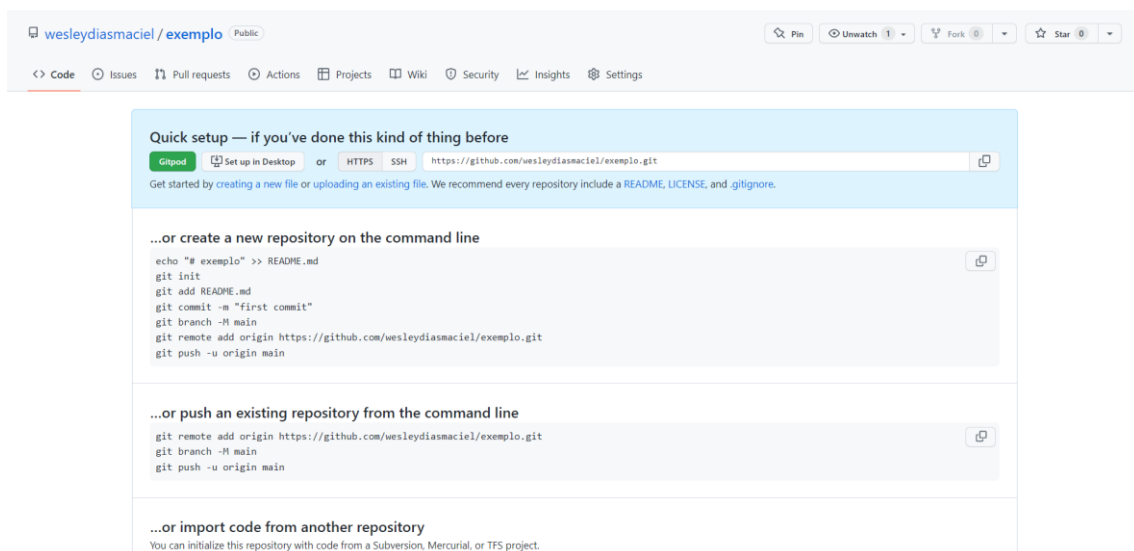 wesleydiasmaciel / exemplo Public
Pin Unwatch 1 Fork 0 Star 0
Code Issues Pull requests Actions Projects Wiki Security Insights Settings
Quick setup — if you've done this kind of thing before
Gitpod Set up in Desktop or HTTPS SSH https://github.com/wesleydiasmaciel/exemplo.git
Get started by creating a new file or uploading an existing file. We recommend every repository include a README, LICENSE, and .gitignore.
...or create a new repository on the command line
echo "# exemplo" >> README.md
git init
git add README.md
git commit -m "first commit"
git branch -M main
git remote add origin https://github.com/wesleydiasmaciel/exemplo.git
git push -u origin main
...or push an existing repository from the command line
git remote add origin https://github.com/wesleydiasmaciel/exemplo.git
git branch -M main
git push -u origin main
...or import code from another repository
You can initialize this repository with code from a Subversion, Mercurial, or TFS project.